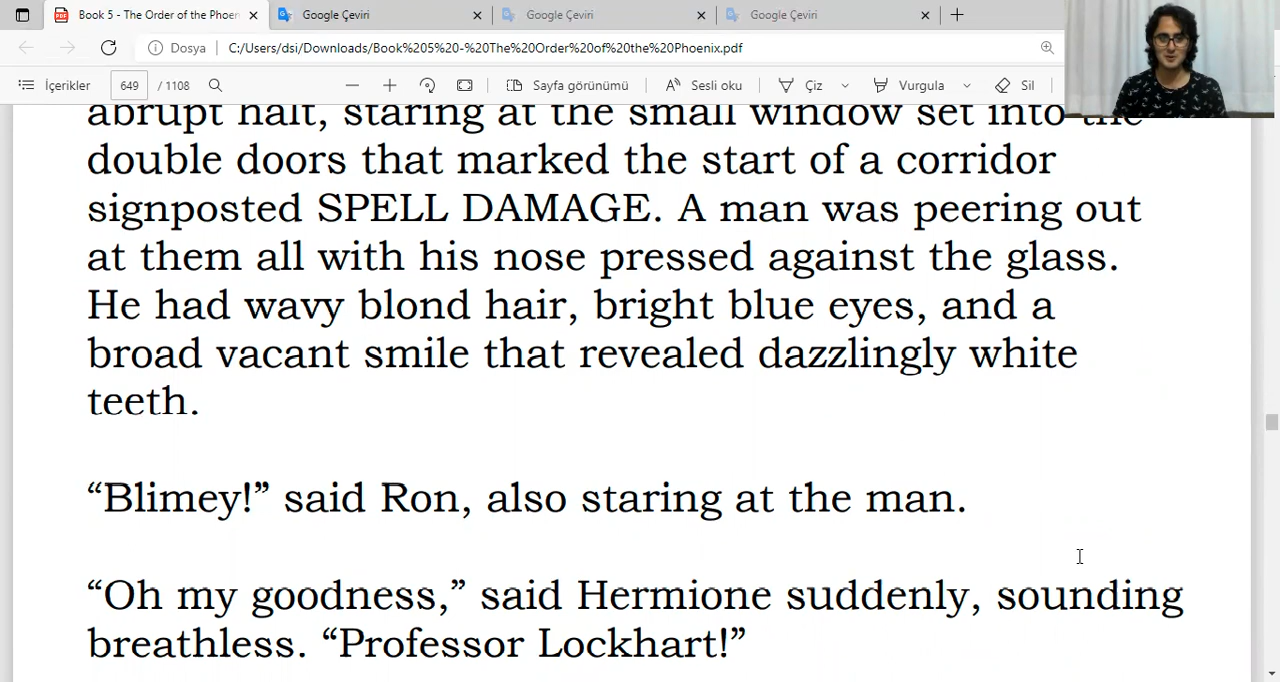 Book 5 - The Order of the Phoen
Google Çeviri
Google Çeviri
Google Çeviri
Dosya
C:/Users/dsi/Downloads/Book%205%20-%20The%20Order%20of%20the%20Phoenix.pdf
İçerikler
649 / 1108
Sayfa görünümü
Sesli oku
Çiz
Vurgula
Sil
abrupt halt, staring at the small window set into the
double doors that marked the start of a corridor
signposted SPELL DAMAGE. A man was peering out
at them all with his nose pressed against the glass.
He had wavy blond hair, bright blue eyes, and a
broad vacant smile that revealed dazzlingly white
teeth.
“Blimey!” said Ron, also staring at the man.
“Oh my goodness,” said Hermione suddenly, sounding
breathless. “Professor Lockhart!”